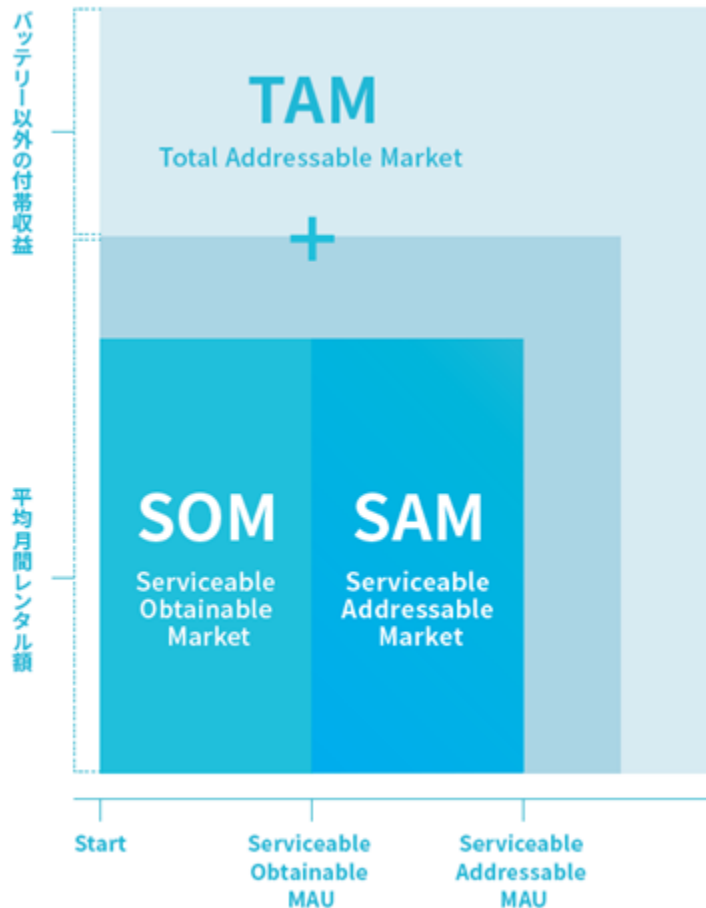 バッテリー以外の付帯収益
TAM
Total Addressable Market
+
平均月間レンタル額
SOM
Serviceable
Obtainable
Market
SAM
Serviceable
Addressable
Market
Start
Serviceable
Obtainable
MAU
Serviceable
Addressable
MAU